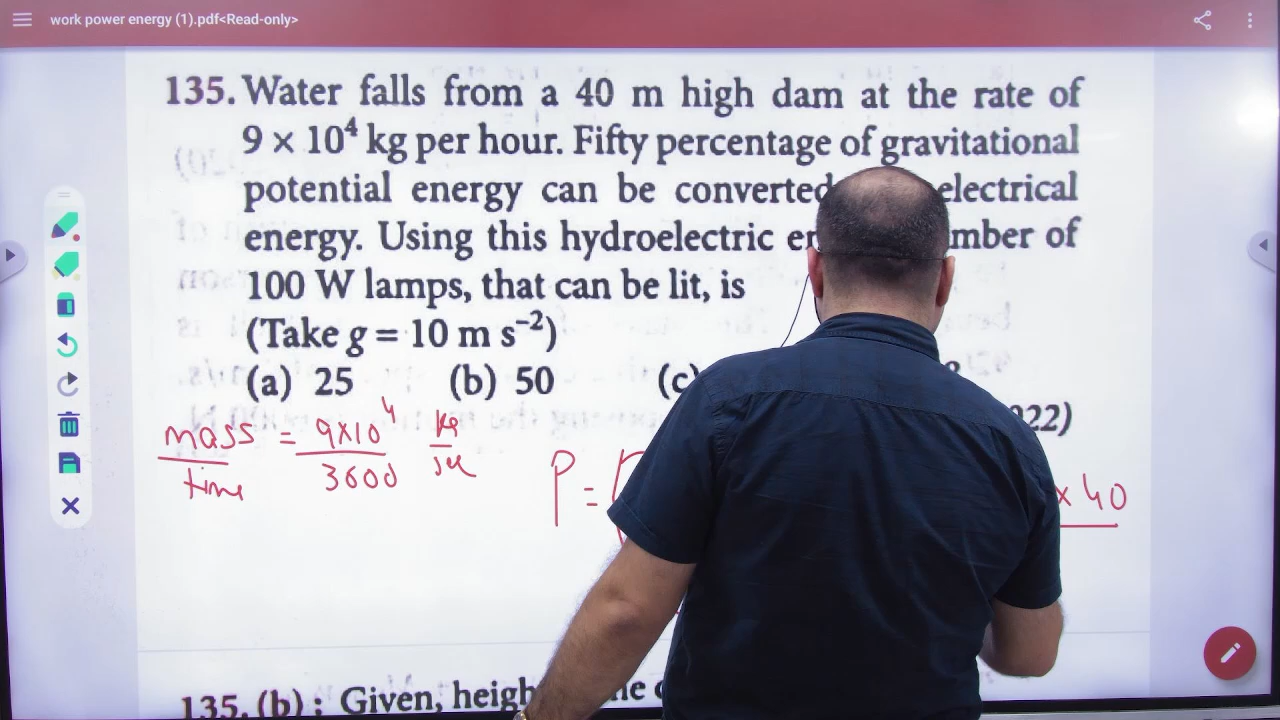 work power energy (1).pdf<Read-only>
135. Water falls from a 40 m high dam at the rate of
9 × 10⁴ kg per hour. Fifty percentage of gravitational
potential energy can be converted electrical
energy. Using this hydroelectric of
100 W lamps, that can be lit, is
(Take g = 10 m s⁻²)
(a) 25 (b) 50 (c)
mass/time = 9×10⁴/3600 kg/sec
P = × 40
135. (b) : Given,